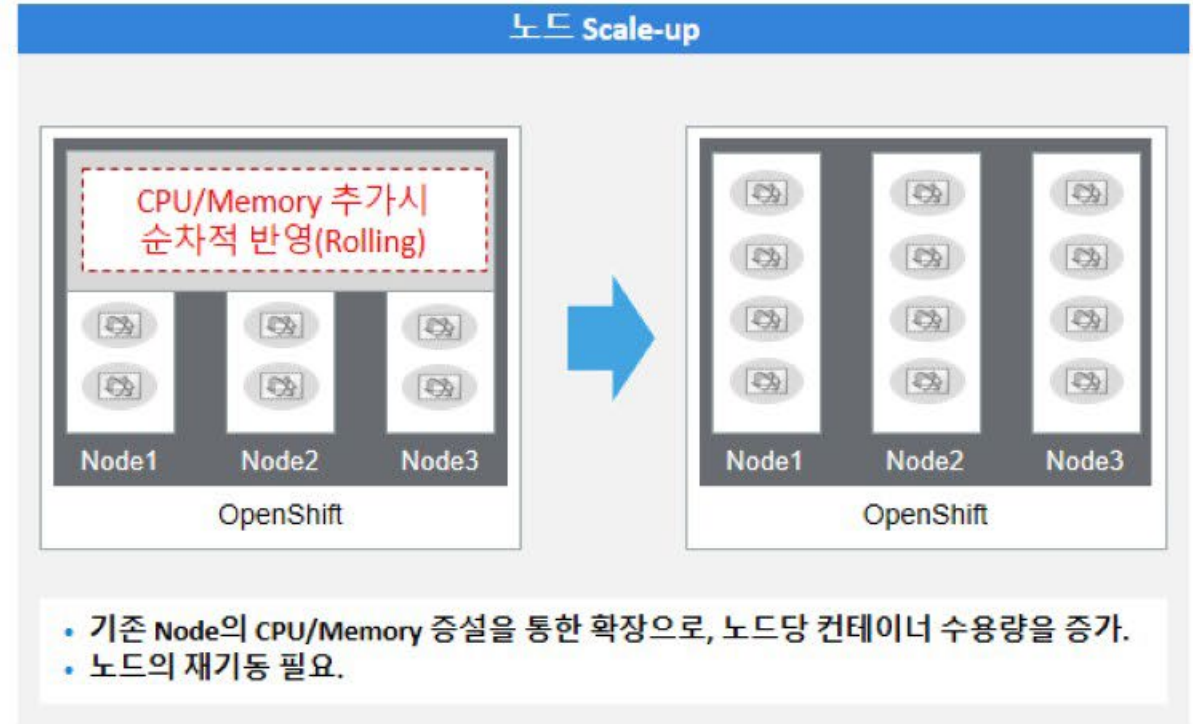 노드 Scale-up
CPU/Memory 추가시
순차적 반영(Rolling)
Node1
Node2
Node3
OpenShift
Node1
Node2
Node3
OpenShift
• 기존 Node의 CPU/Memory 증설을 통한 확장으로, 노드당 컨테이너 수용량을 증가.
• 노드의 재기동 필요.